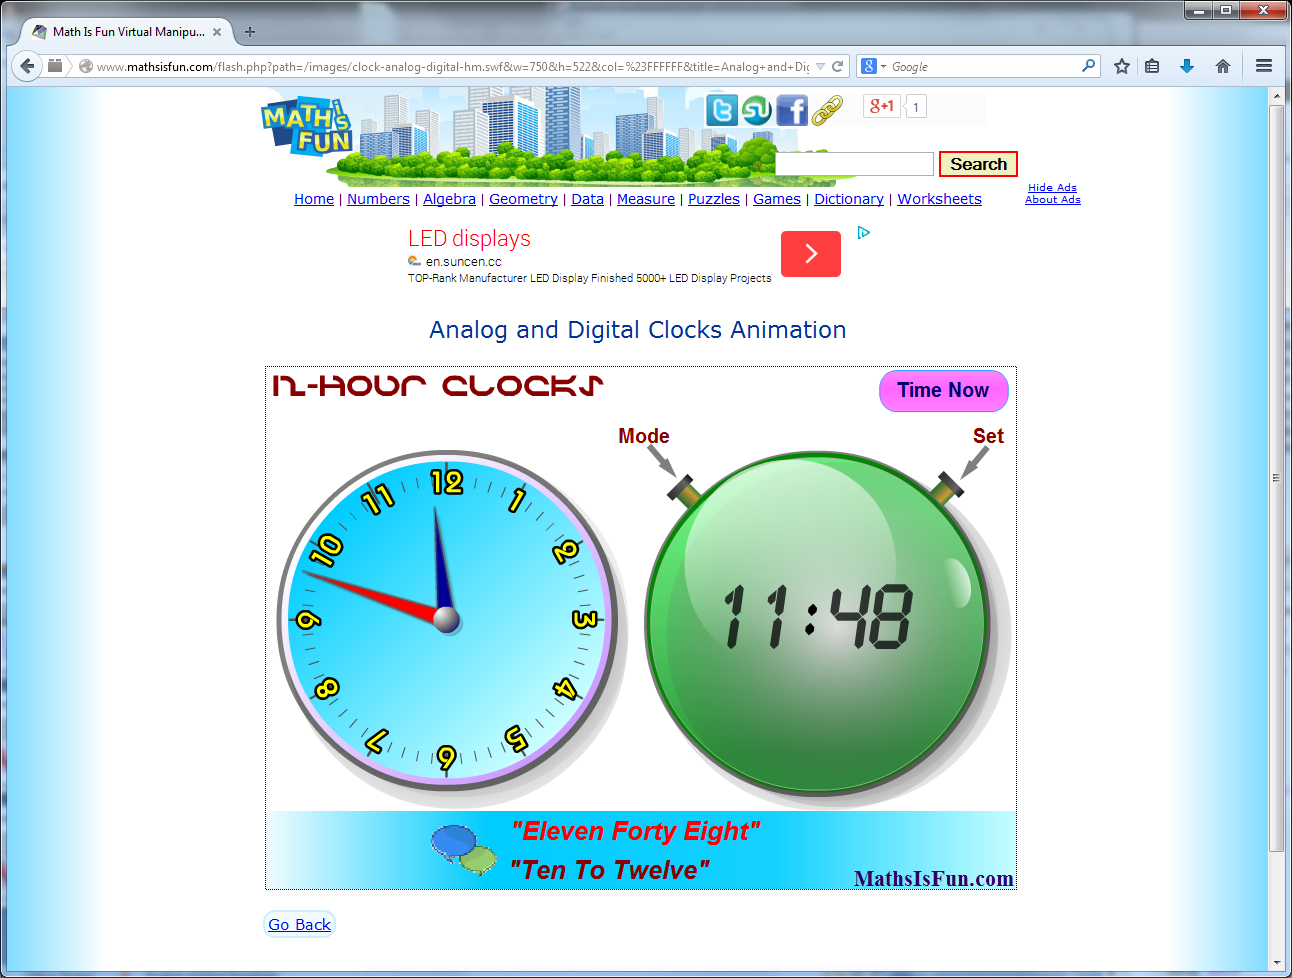 Math Is Fun Virtual Manipu...
www.mathsisfun.com/flash.php?path=/images/clock-analog-digital-hm.swf&w=750&h=522&col=%23FFFFFF&title=Analog+and+Dig
Google
MATH is FUN
g+1 1
Search
Hide Ads
About Ads
Home | Numbers | Algebra | Geometry | Data | Measure | Puzzles | Games | Dictionary | Worksheets
LED displays
en.suncen.cc
TOP-Rank Manufacturer LED Display Finished 5000+ LED Display Projects
Analog and Digital Clocks Animation
12-HOUR CLOCKS
Time Now
Mode
Set
12
1
2
3
4
5
6
7
8
9
10
11
11:48
"Eleven Forty Eight"
"Ten To Twelve"
MathsIsFun.com
Go Back